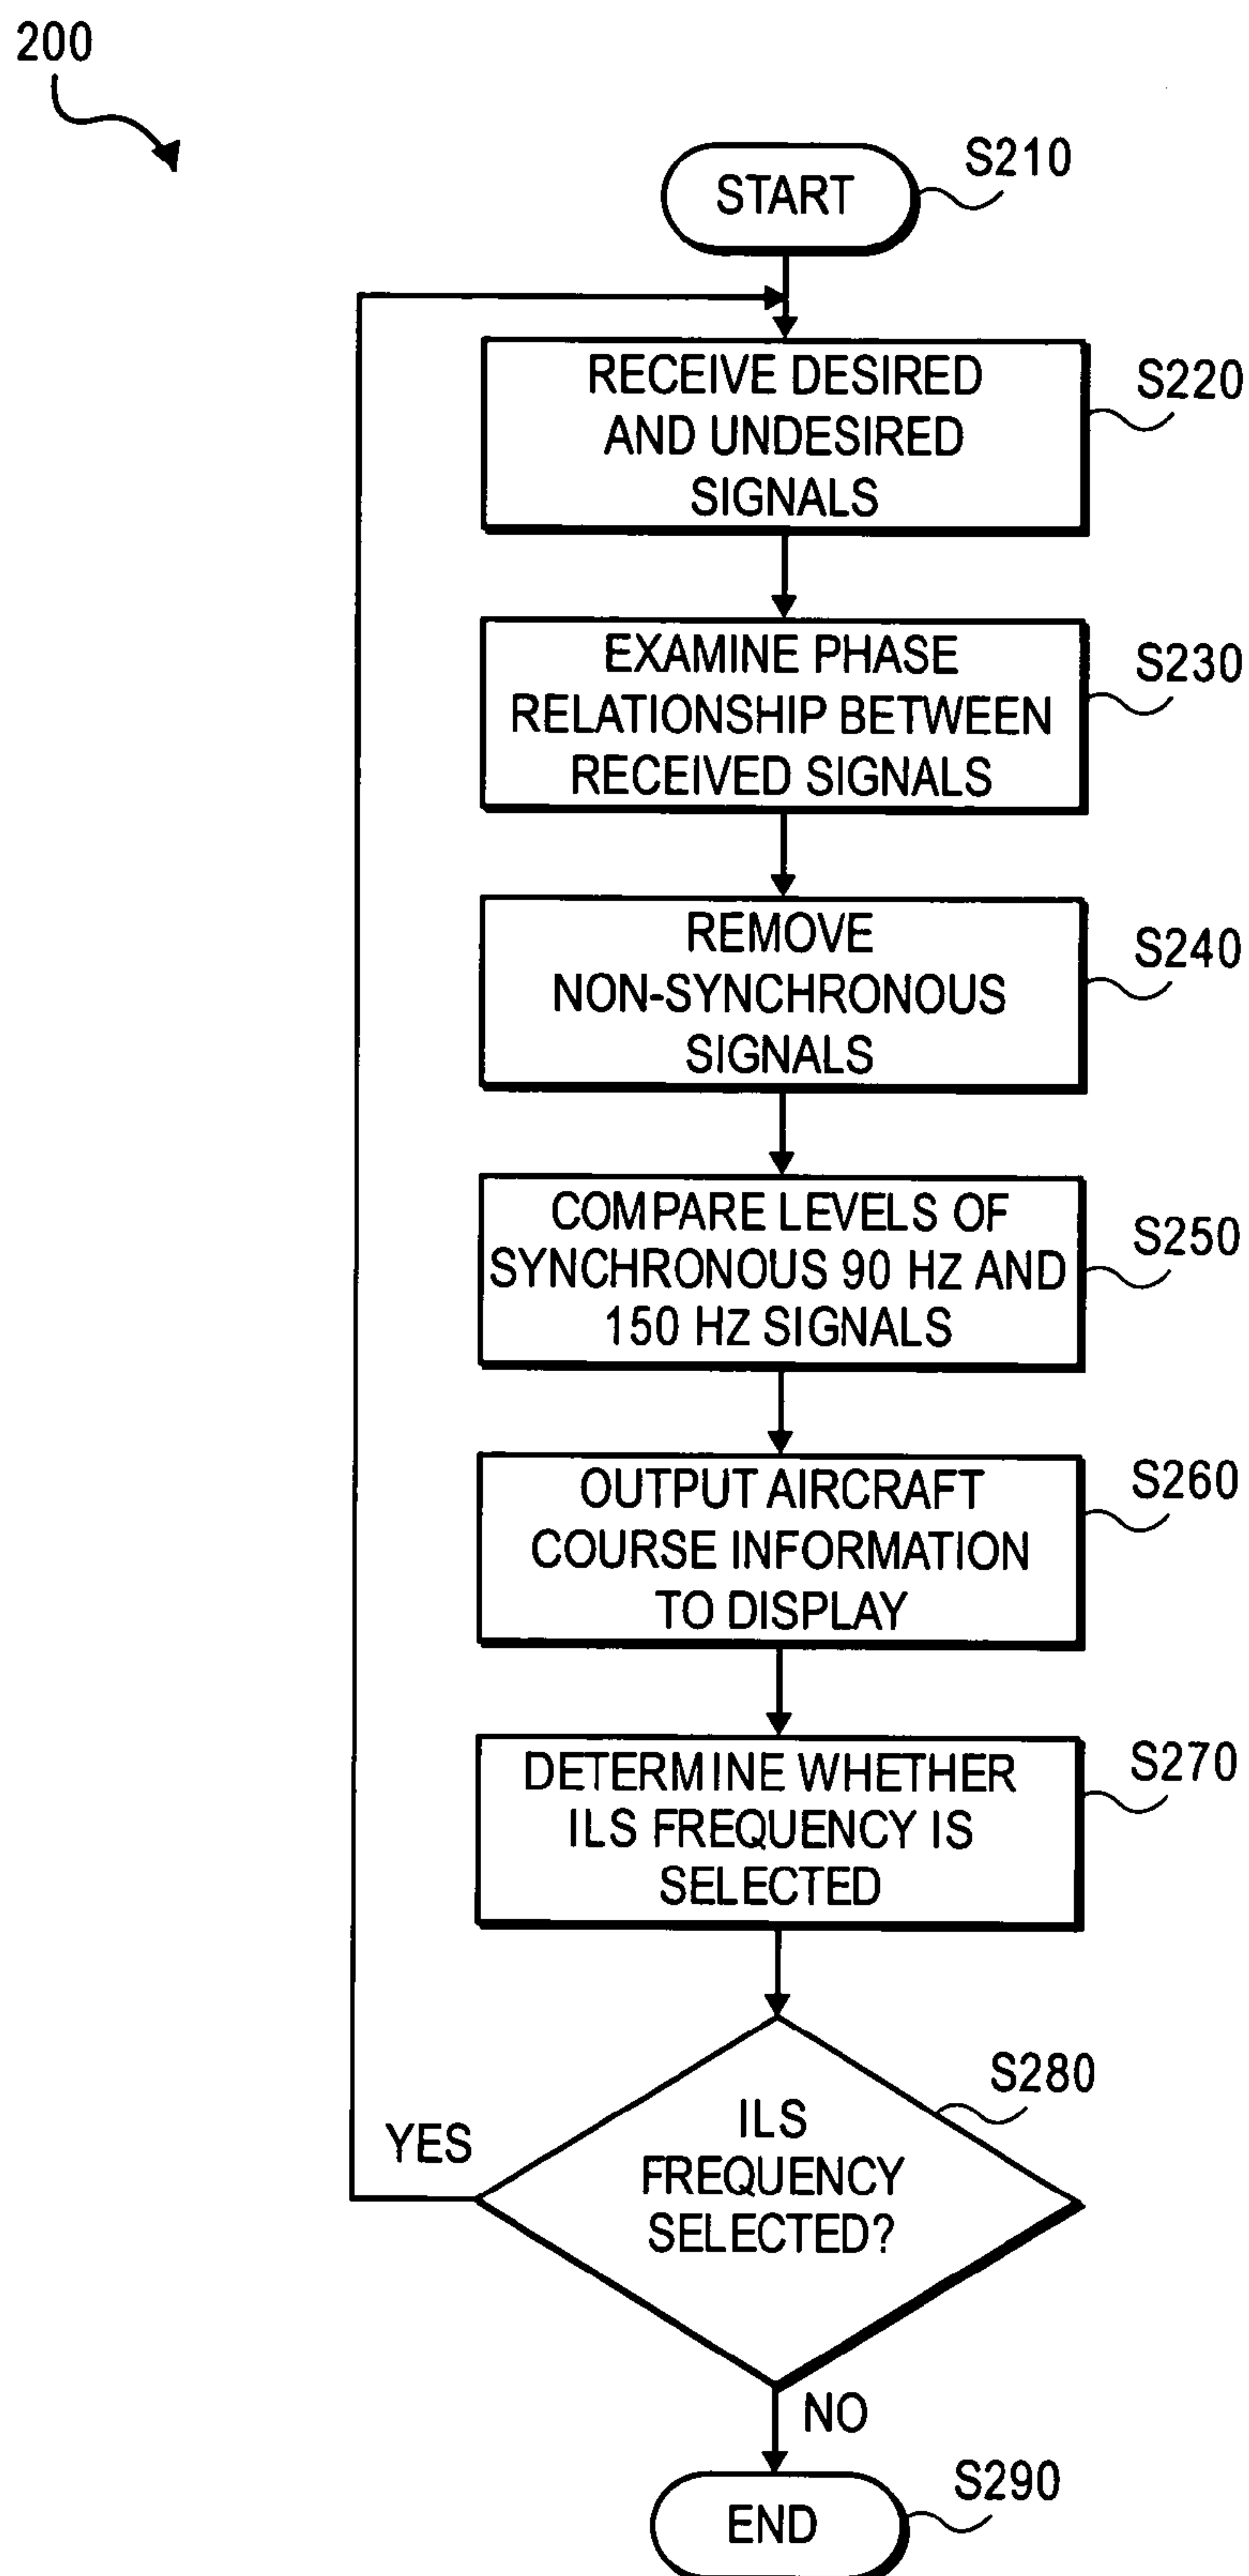 200
START
S210
RECEIVE DESIRED
AND UNDESIRED
SIGNALS
S220
EXAMINE PHASE
RELATIONSHIP BETWEEN
RECEIVED SIGNALS
S230
REMOVE
NON-SYNCHRONOUS
SIGNALS
S240
COMPARE LEVELS OF
SYNCHRONOUS 90 HZ AND
150 HZ SIGNALS
S250
OUTPUT AIRCRAFT
COURSE INFORMATION
TO DISPLAY
S260
DETERMINE WHETHER
ILS FREQUENCY IS
SELECTED
S270
ILS
FREQUENCY
SELECTED?
S280
YES
NO
END
S290